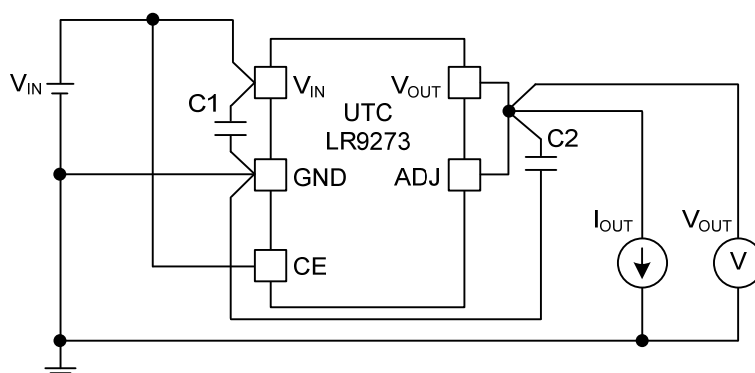 V_IN
C1
V_IN
V_OUT
UTC
LR9273
GND
ADJ
C2
CE
I_OUT
V_OUT
V